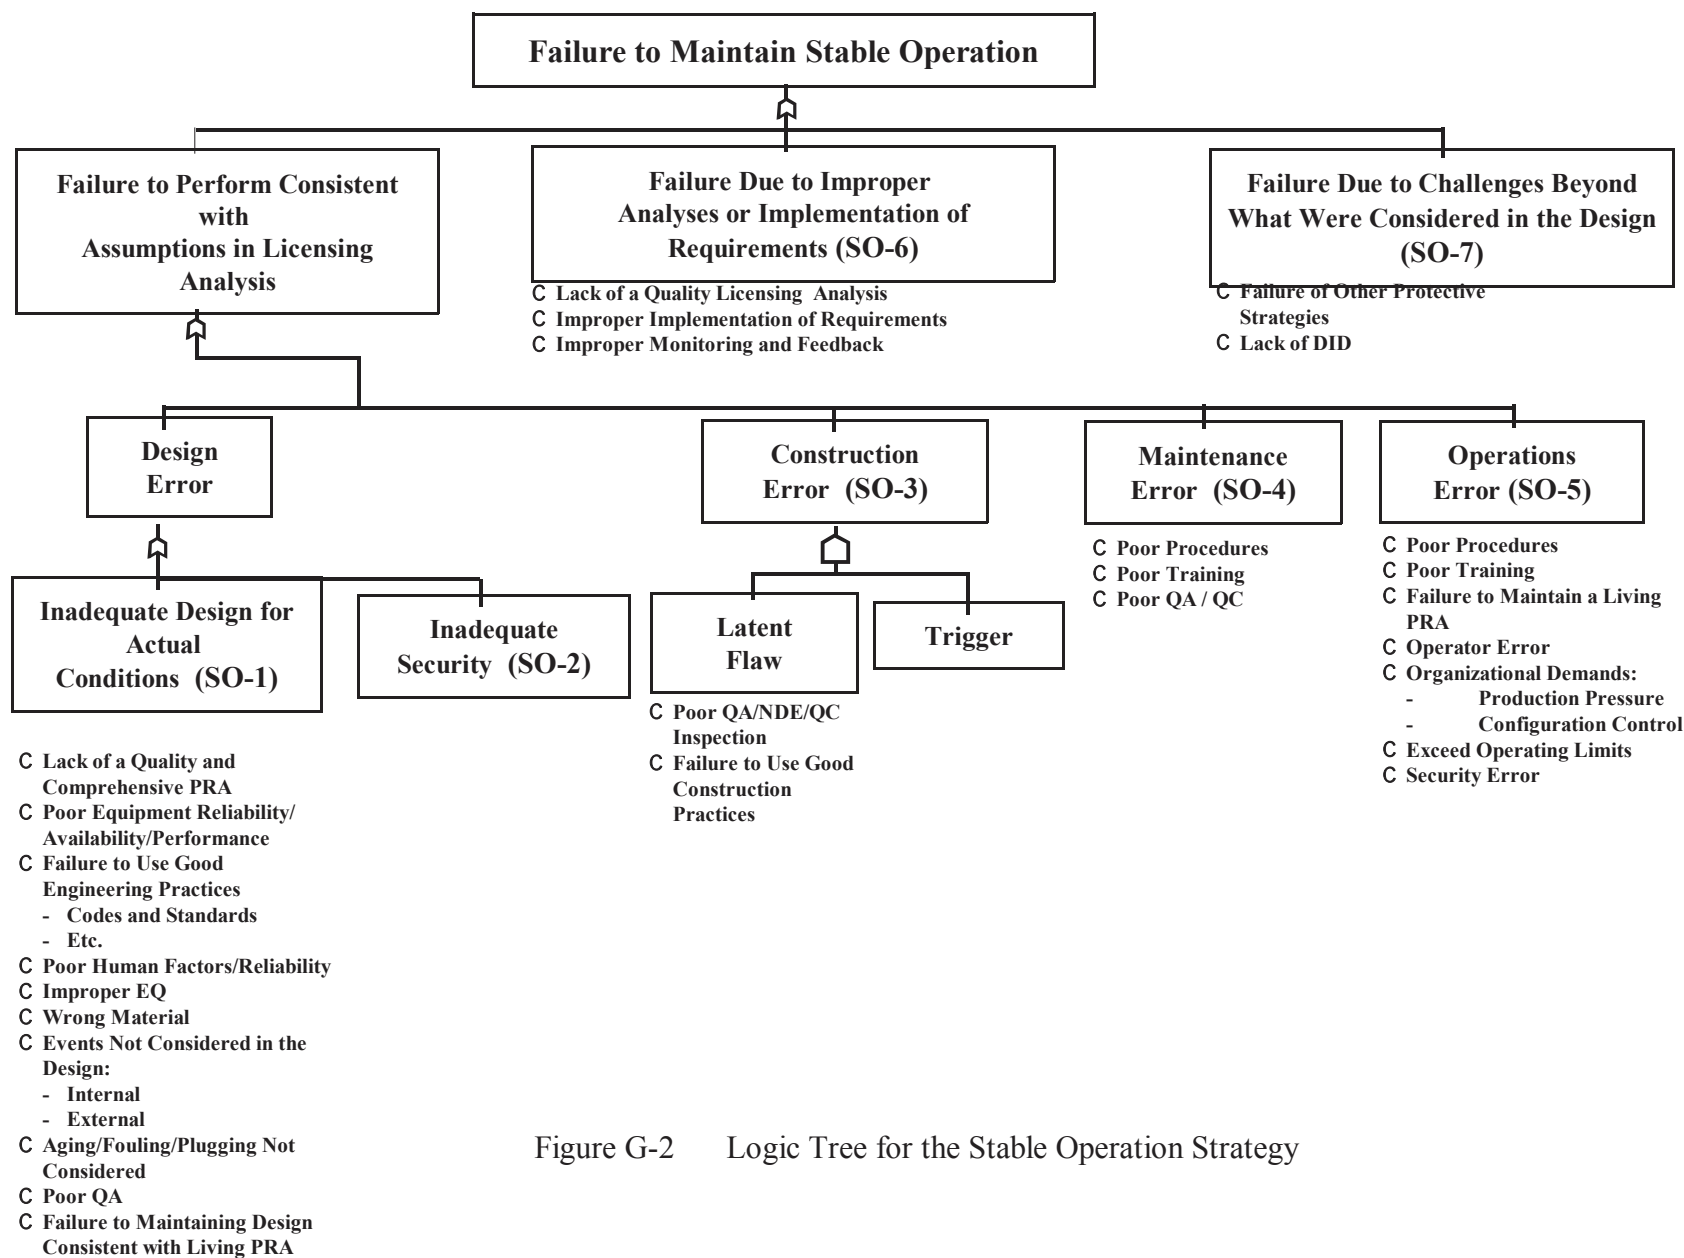 Failure to Maintain Stable Operation
Failure to Perform Consistent
with
Assumptions in Licensing
Analysis
Failure Due to Improper
Analyses or Implementation of
Requirements (SO-6)
C Lack of a Quality Licensing Analysis
C Improper Implementation of Requirements
C Improper Monitoring and Feedback
Failure Due to Challenges Beyond
What Were Considered in the Design
(SO-7)
C Failure of Other Protective
Strategies
C Lack of DID
Design
Error
Construction
Error (SO-3)
Maintenance
Error (SO-4)
Operations
Error (SO-5)
Inadequate Design for
Actual
Conditions (SO-1)
Inadequate
Security (SO-2)
Latent
Flaw
Trigger
C Poor Procedures
C Poor Training
C Poor QA / QC
C Poor Procedures
C Poor Training
C Failure to Maintain a Living
PRA
C Operator Error
C Organizational Demands:
- Production Pressure
- Configuration Control
C Exceed Operating Limits
C Security Error
C Poor QA/NDE/QC
Inspection
C Failure to Use Good
Construction
Practices
C Lack of a Quality and
Comprehensive PRA
C Poor Equipment Reliability/
Availability/Performance
C Failure to Use Good
Engineering Practices
- Codes and Standards
- Etc.
C Poor Human Factors/Reliability
C Improper EQ
C Wrong Material
C Events Not Considered in the
Design:
- Internal
- External
C Aging/Fouling/Plugging Not
Considered
C Poor QA
C Failure to Maintaining Design
Consistent with Living PRA
Figure G-2 Logic Tree for the Stable Operation Strategy